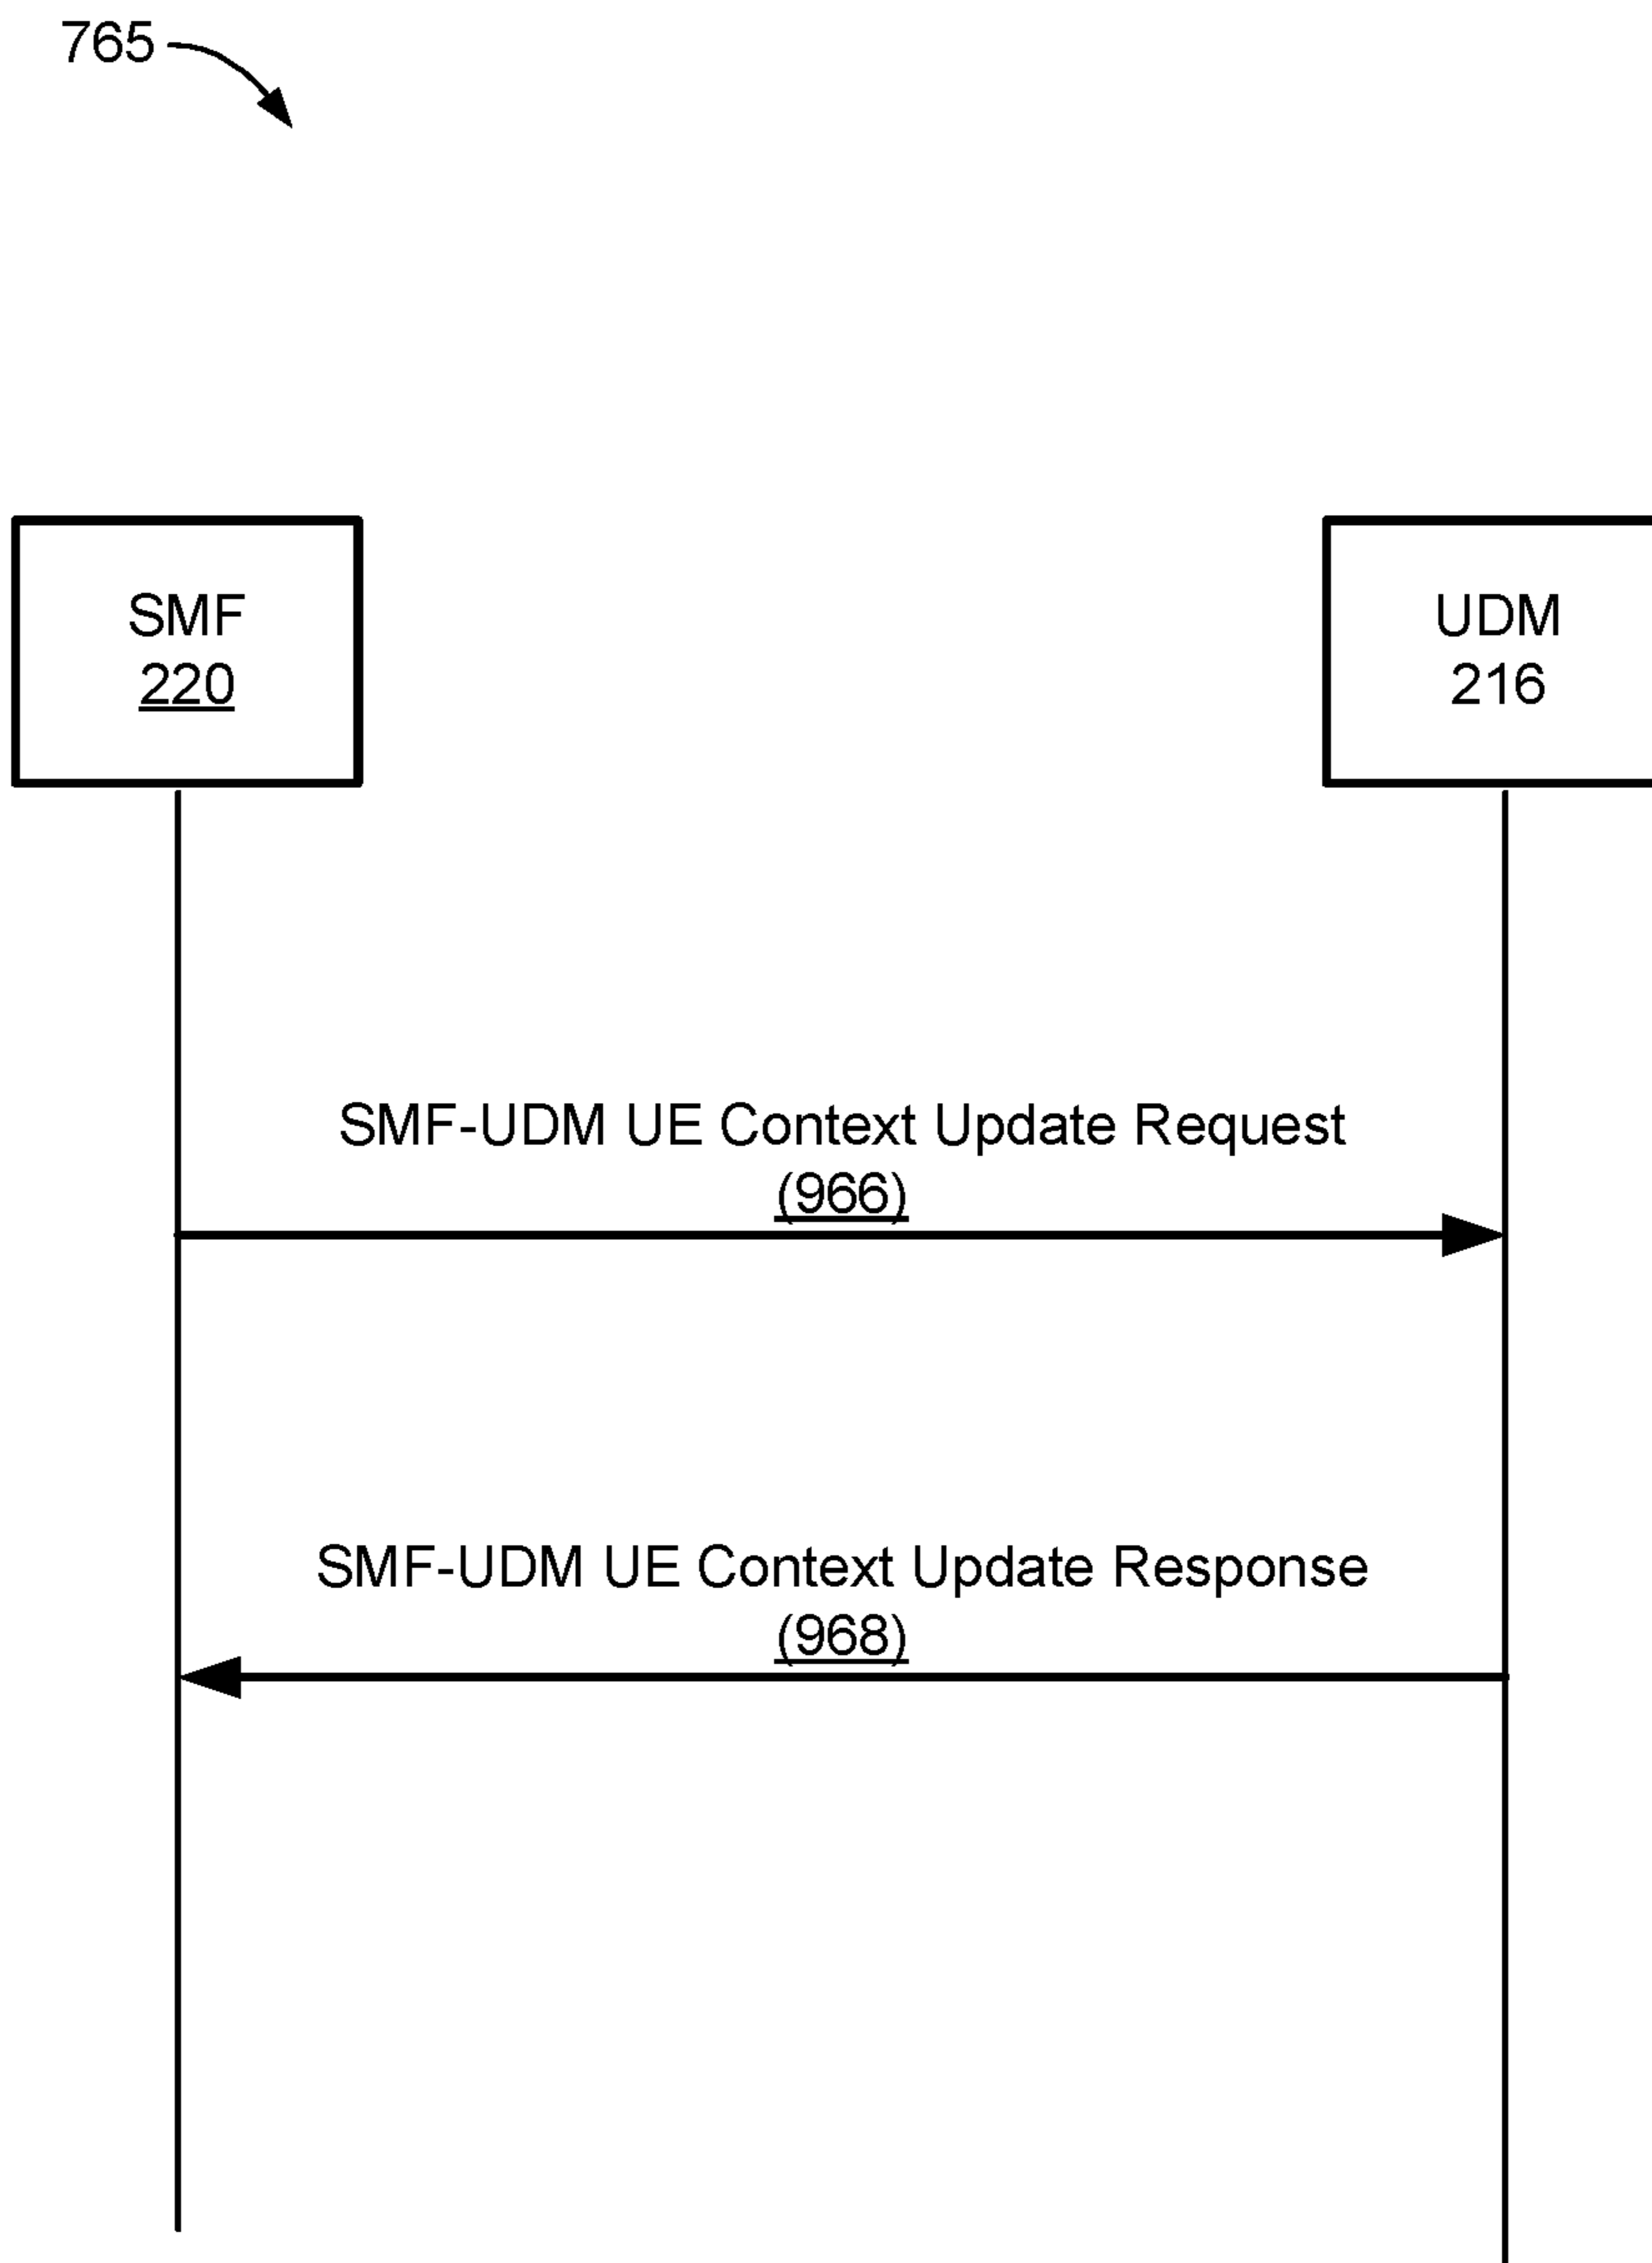 765
SMF
220
UDM
216
SMF-UDM UE Context Update Request
(966)
SMF-UDM UE Context Update Response
(968)